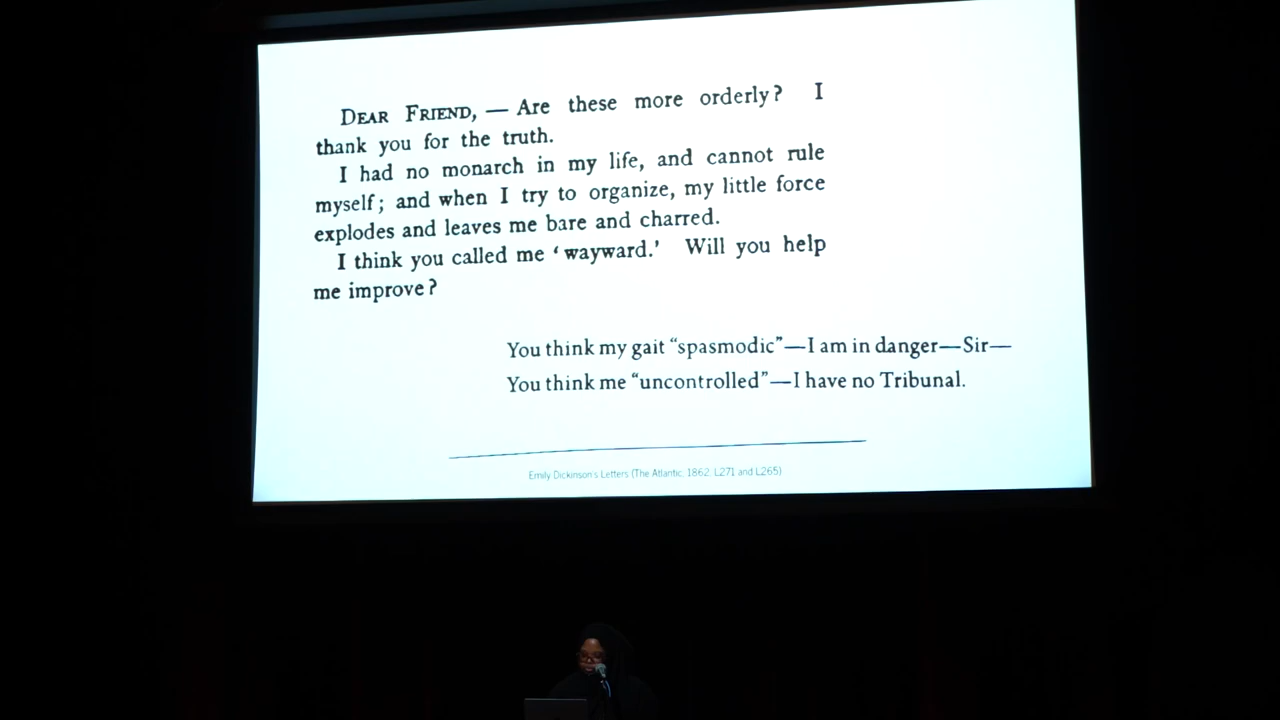 DEAR FRIEND, — Are these more orderly? I
thank you for the truth.
I had no monarch in my life, and cannot rule
myself; and when I try to organize, my little force
explodes and leaves me bare and charred.
I think you called me ‘wayward.’ Will you help
me improve?
You think my gait “spasmodic”—I am in danger—Sir—
You think me “uncontrolled”—I have no Tribunal.
Emily Dickinson's Letters (The Atlantic, 1862, L271 and L265)